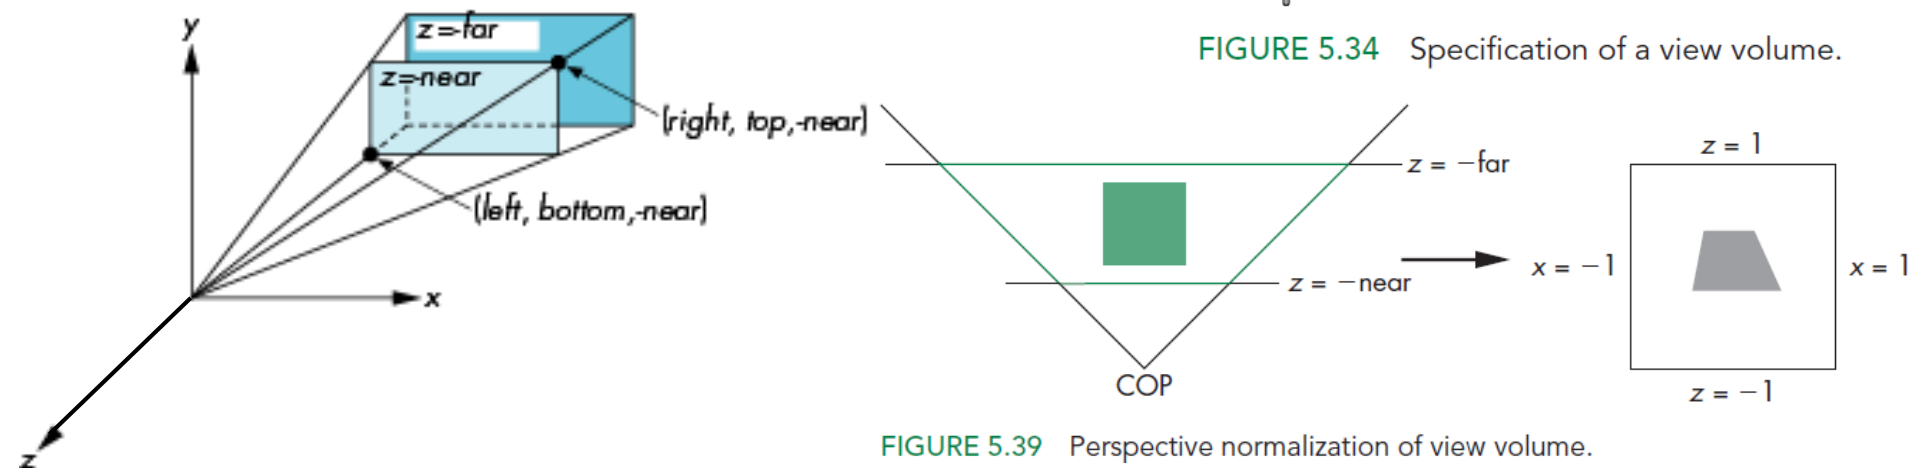 y
z=-far
z=-near
(right, top,-near)
(left, bottom,-near)
x
z
FIGURE 5.34 Specification of a view volume.
z = −far
z = −near
COP
z = 1
x = −1
x = 1
z = −1
FIGURE 5.39 Perspective normalization of view volume.